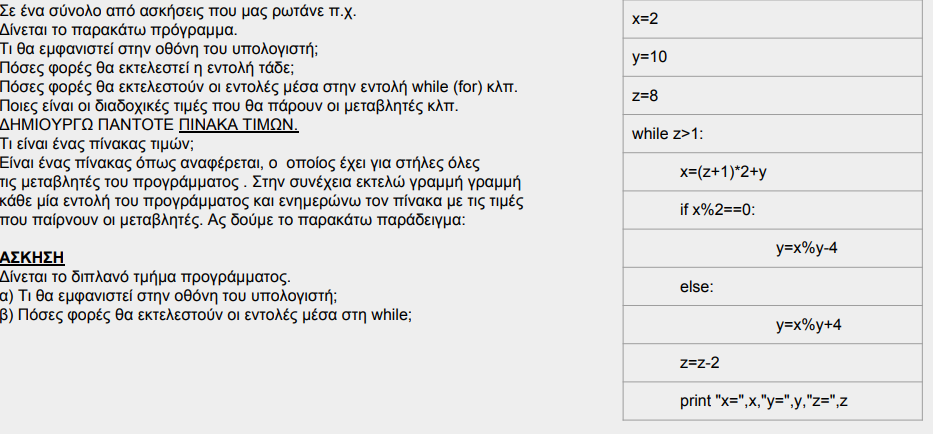 Σε ένα σύνολο από ασκήσεις που μας ρωτάνε π.χ.
Δίνεται το παρακάτω πρόγραμμα.
Τι θα εμφανιστεί στην οθόνη του υπολογιστή;
Πόσες φορές θα εκτελεστεί η εντολή τάδε;
Πόσες φορές θα εκτελεστούν οι εντολές μέσα στην εντολή while (for) κλπ.
Ποιες είναι οι διαδοχικές τιμές που θα πάρουν οι μεταβλητές κλπ.
ΔΗΜΙΟΥΡΓΩ ΠΑΝΤΟΤΕ ΠΙΝΑΚΑ ΤΙΜΩΝ.
Τι είναι ένας πίνακας τιμών;
Είναι ένας πίνακας όπως αναφέρεται, ο οποίος έχει για στήλες όλες
τις μεταβλητές του προγράμματος . Στην συνέχεια εκτελώ γραμμή γραμμή
κάθε μία εντολή του προγράμματος και ενημερώνω τον πίνακα με τις τιμές
που παίρνουν οι μεταβλητές. Ας δούμε το παρακάτω παράδειγμα:
ΑΣΚΗΣΗ
Δίνεται το διπλανό τμήμα προγράμματος.
α) Τι θα εμφανιστεί στην οθόνη του υπολογιστή;
β) Πόσες φορές θα εκτελεστούν οι εντολές μέσα στη while;
x=2
y=10
z=8
while z>1:
x=(z+1)*2+y
if x%2==0:
y=x%y-4
else:
y=x%y+4
z=z-2
print "x=",x,"y=",y,"z=",z